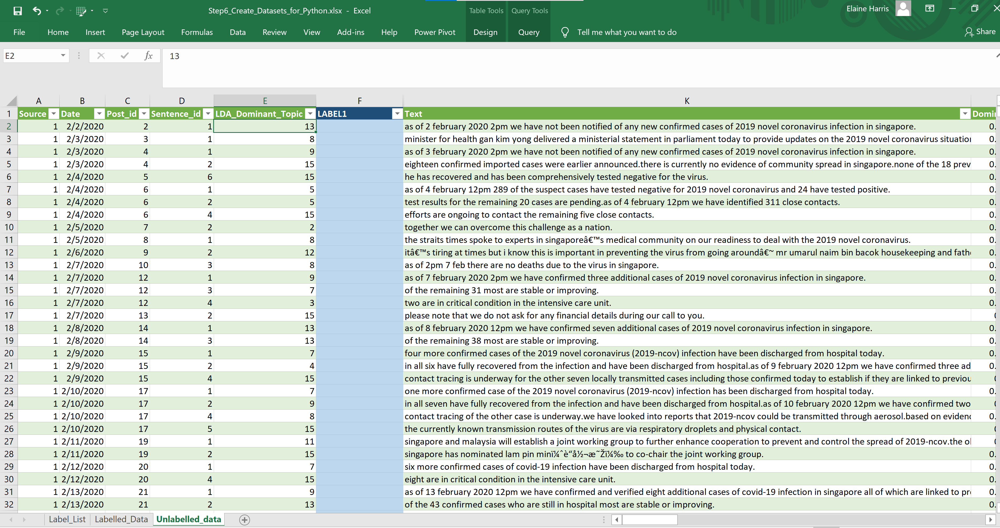 Step6_Create_Datasets_for_Python.xlsx - Excel
Table Tools Query Tools
Elaine Harris
File Home Insert Page Layout Formulas Data Review View Add-ins Help Power Pivot Design Query Tell me what you want to do Share
E2 fx 13
A B C D E F K
1 Source Date Post_id Sentence_id LDA_Dominant_Topic LABEL1 Text
2 1 2/2/2020 2 1 13 as of 2 february 2020 2pm we have not been notified of any new confirmed cases of 2019 novel coronavirus infection in singapore. 0.
3 1 2/3/2020 3 1 8 minister for health gan kim yong delivered a ministerial statement in parliament today to provide updates on the 2019 novel coronavirus 0.
4 1 2/3/2020 4 1 9 as of 3 february 2020 2pm we have not been notified of any new confirmed cases of 2019 novel coronavirus infection in singapore. 0.
5 1 2/3/2020 4 2 15 eighteen confirmed imported cases were earlier announced.there is currently no evidence of community spread in singapore.none of the 18 prev 0.
6 1 2/4/2020 5 6 15 he has recovered and has been comprehensively tested negative for the virus. 0.
7 1 2/4/2020 6 1 5 as of 4 february 12pm 289 of the suspect cases have tested negative for 2019 novel coronavirus and 24 have tested positive. 0.
8 1 2/4/2020 6 2 5 test results for the remaining 20 cases are pending.as of 4 february 12pm we have identified 311 close contacts. 0.
9 1 2/4/2020 6 4 15 efforts are ongoing to contact the remaining five close contacts. 0.
10 1 2/5/2020 7 2 2 together we can overcome this challenge as a nation. 0.
11 1 2/5/2020 8 1 8 the straits times spoke to experts in singaporeâ€™s medical community on our readiness to deal with the 2019 novel coronavirus. 0.
12 1 2/6/2020 9 2 12 itâ€™s tiring at times but i know this is important in preventing the virus from going aroundâ€~ mr umarul naim bin bacok housekeeping and 0.
13 1 2/7/2020 10 3 8 as of 2pm 7 feb there are no deaths due to the virus in singapore. 0.
14 1 2/7/2020 12 1 9 as of 7 february 2020 2pm we have confirmed three additional cases of 2019 novel coronavirus infection in singapore. 0.
15 1 2/7/2020 12 3 7 of the remaining 31 most are stable or improving. 0.
16 1 2/7/2020 12 4 3 two are in critical condition in the intensive care unit. 0.
17 1 2/7/2020 13 2 15 please note that we do not ask for any financial details during our call to you.
18 1 2/8/2020 14 1 13 as of 8 february 2020 12pm we have confirmed seven additional cases of 2019 novel coronavirus infection in singapore. 0.
19 1 2/8/2020 14 3 13 of the remaining 38 most are stable or improving. 0.
20 1 2/9/2020 15 1 7 four more confirmed cases of the 2019 novel coronavirus (2019-ncov) infection have been discharged from hospital today. 0.
21 1 2/9/2020 15 2 4 in all six have fully recovered from the infection and have been discharged from hospital.as of 9 february 2020 12pm we have confirmed three ad 0.
22 1 2/9/2020 15 4 15 contact tracing is underway for the other seven locally transmitted cases including those confirmed today to establish if they are linked to
23 1 2/10/2020 17 1 7 one more confirmed case of the 2019 novel coronavirus (2019-ncov) infection has been discharged from hospital today. 0.
24 1 2/10/2020 17 2 9 in all seven have fully recovered from the infection and have been discharged from hospital.as of 10 february 2020 12pm we have confirmed two
25 1 2/10/2020 17 4 8 contact tracing of the other case is underway.we have looked into reports that 2019-ncov could be transmitted through aerosol.based on 0.
26 1 2/10/2020 17 5 15 the currently known transmission routes of the virus are via respiratory droplets and physical contact.
27 1 2/11/2020 19 1 11 singapore and malaysia will establish a joint working group to further enhance cooperation to prevent and control the spread of 2019-ncov.the
28 1 2/11/2020 19 2 15 singapore has nominated lam pin to co-chair the joint working group. 0.
29 1 2/12/2020 20 1 7 six more confirmed cases of covid-19 infection have been discharged from hospital today. 0.
30 1 2/12/2020 20 4 15 eight are in critical condition in the intensive care unit. 0.
31 1 2/13/2020 21 1 9 as of 13 february 2020 12pm we have confirmed and verified eight additional cases of covid-19 infection in singapore all of which are linked to 0.
32 1 2/13/2020 21 2 13 of the 43 confirmed cases who are still in hospital most are stable or improving. 0.
Label_List Labelled_Data Unlabelled_data